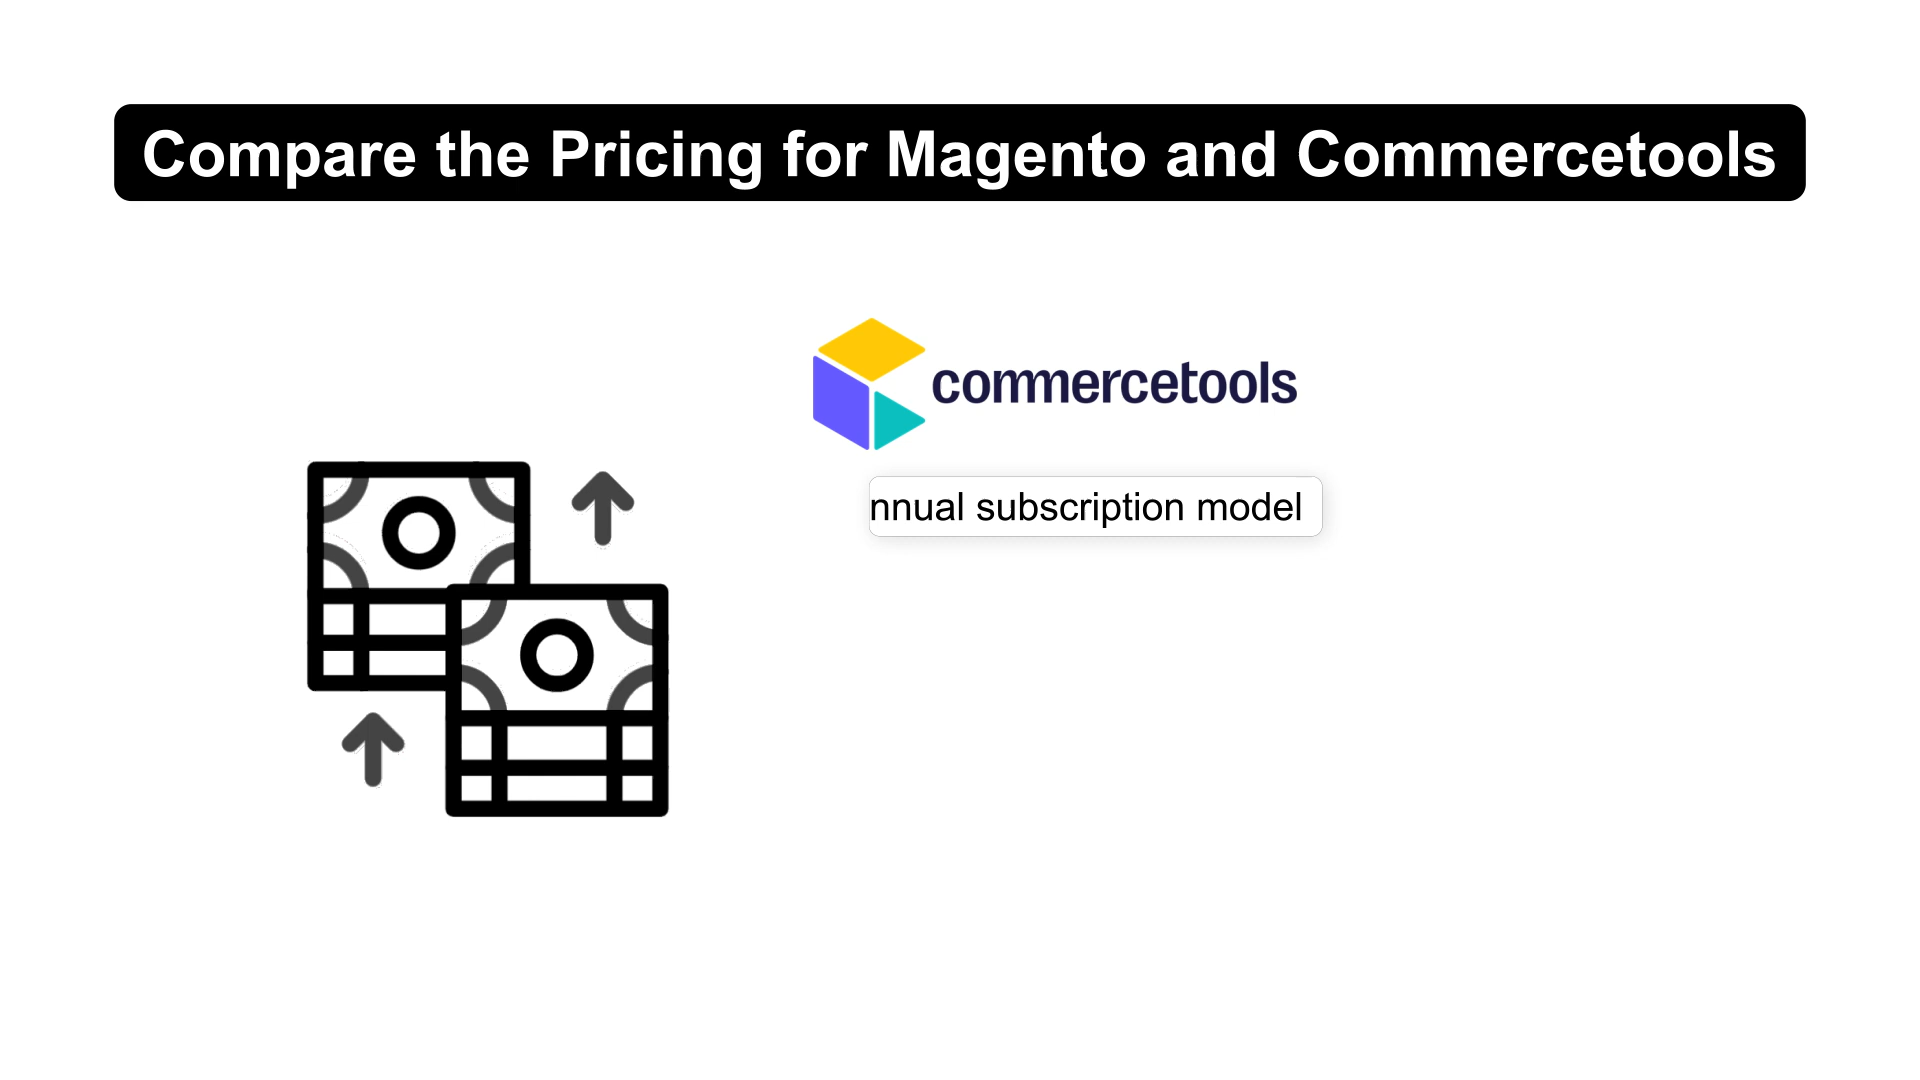 Compare the Pricing for Magento and Commercetools
commercetools
nnual subscription model